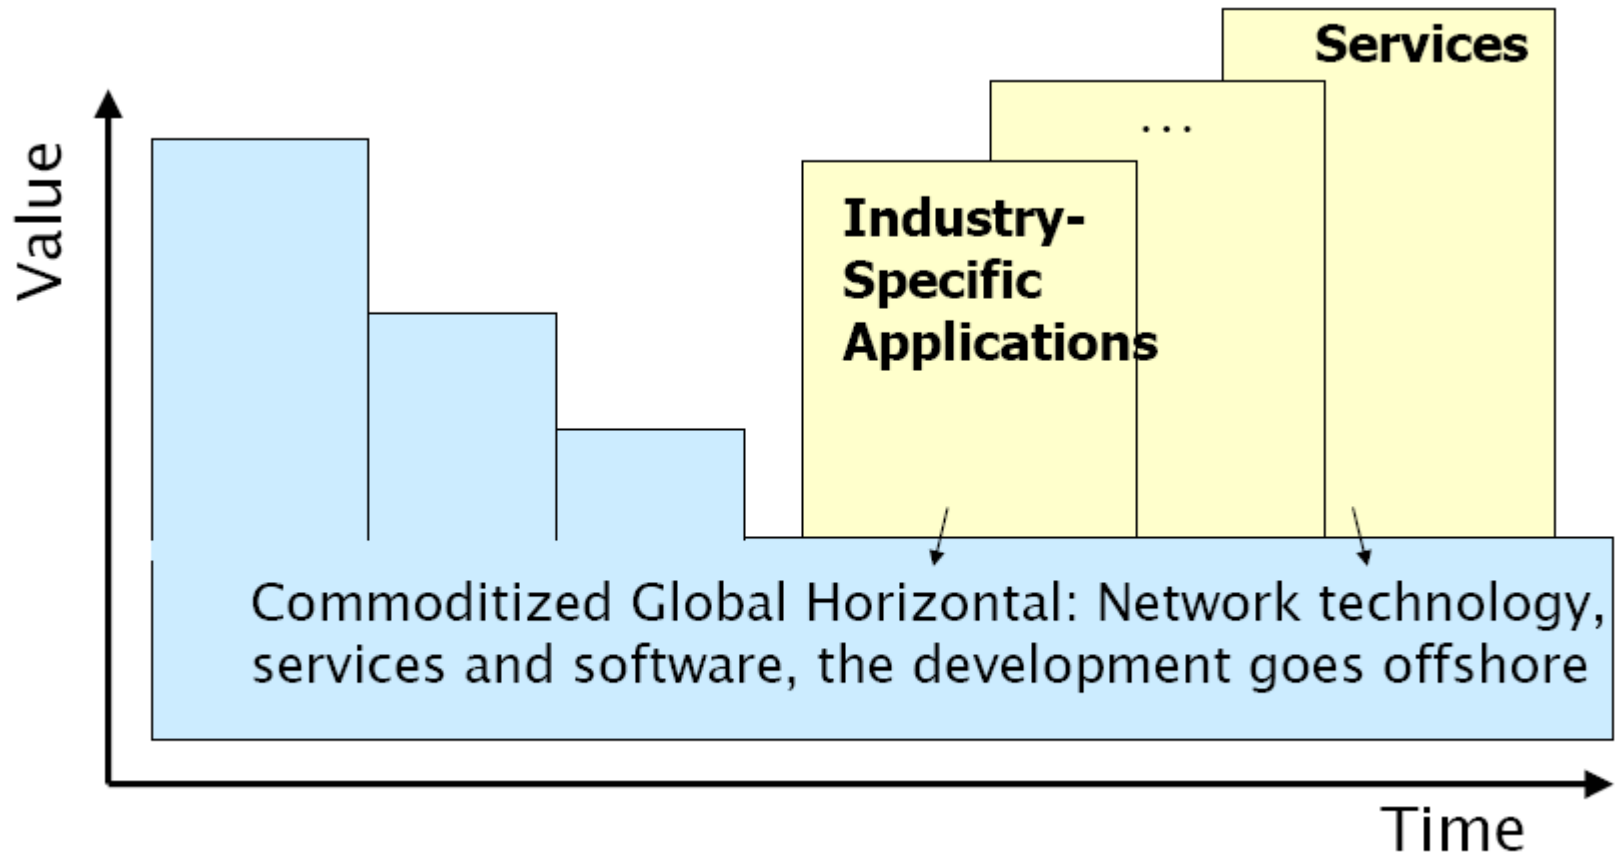 Services
...
Value
Industry-
Specific
Applications
Commoditized Global Horizontal: Network technology,
services and software, the development goes offshore
Time